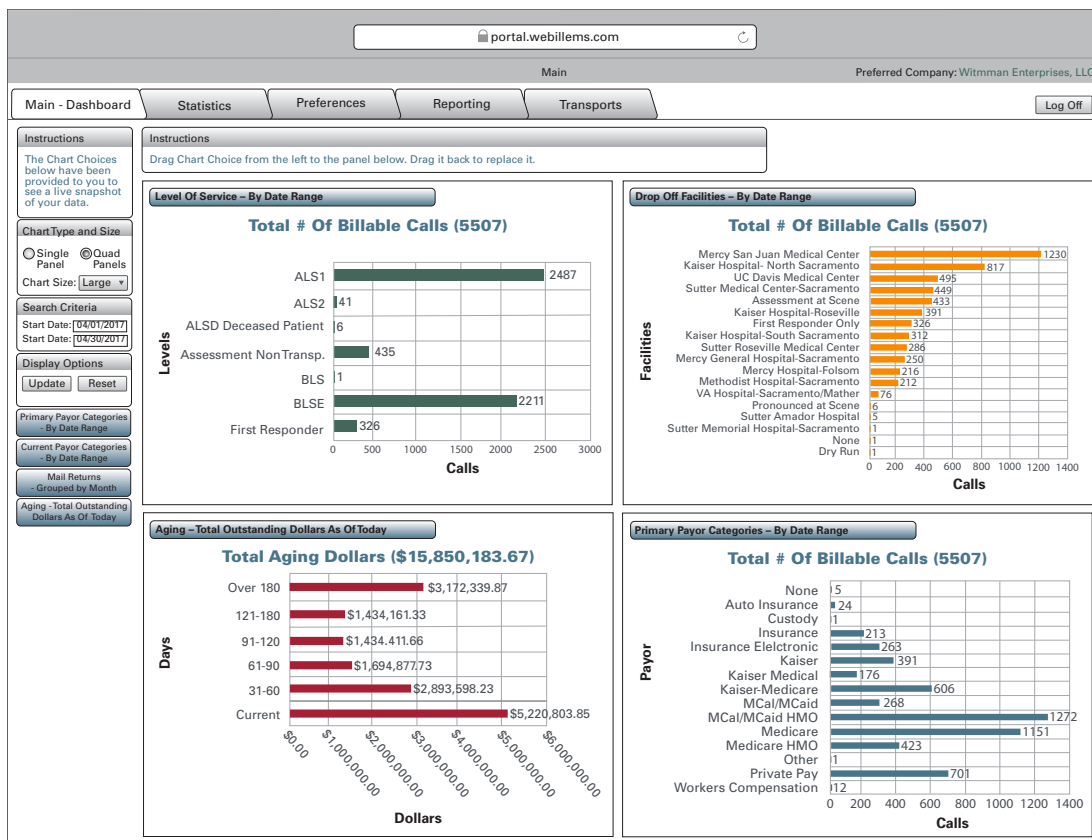 portal.webillems.com
Main
Preferred Company: Witmman Enterprises, LLC
Main - Dashboard
Statistics
Preferences
Reporting
Transports
Log Off
Instructions
The Chart Choices
below have been
provided to you to
see a live snapshot
of your data.
Chart Type and Size
Single Panel
Quad Panels
Chart Size: Large
Search Criteria
Start Date: 04/01/2017
Start Date: 04/30/2017
Display Options
Update Reset
Primary Payor Categories
- By Date Range
Current Payor Categories
- By Date Range
Mail Returns
- Grouped by Month
Aging - Total Outstanding
Dollars As Of Today
Instructions
Drag Chart Choice from the left to the panel below. Drag it back to replace it.
Level Of Service – By Date Range
Total # Of Billable Calls (5507)
Levels
ALS1 2487
ALS2 41
ALSD Deceased Patient 6
Assessment Non Transp. 435
BLS 1
BLSE 2211
First Responder 326
0 500 1000 1500 2000 2500 3000
Calls
Drop Off Facilities – By Date Range
Total # Of Billable Calls (5507)
Facilities
Mercy San Juan Medical Center 1230
Kaiser Hospital- North Sacramento 817
UC Davis Medical Center 495
Sutter Medical Center-Sacramento 449
Assessment at Scene 433
Kaiser Hospital-Roseville 391
First Responder Only 326
Kaiser Hospital-South Sacramento 312
Sutter Roseville Medical Center 286
Mercy General Hospital-Sacramento 250
Mercy Hospital-Folsom 216
Methodist Hospital-Sacramento 212
VA Hospital-Sacramento/Mather 76
Pronounced at Scene 6
Sutter Amador Hospital 5
Sutter Memorial Hospital-Sacramento 1
None 1
Dry Run 1
0 200 400 600 800 1000 1200 1400
Calls
Aging – Total Outstanding Dollars As Of Today
Total Aging Dollars ($15,850,183.67)
Days
Over 180 $3,172,339.87
121-180 $1,434,161.33
91-120 $1,434.411.66
61-90 $1,694,877.73
31-60 $2,893,598.23
Current $5,220,803.85
$0.00 $1,000,000.00 $2,000,000.00 $3,000,000.00 $4,000,000.00 $5,000,000.00 $6,000,000.00
Dollars
Primary Payor Categories – By Date Range
Total # Of Billable Calls (5507)
Payor
None 5
Auto Insurance 24
Custody 1
Insurance 213
Insurance Elelctronic 263
Kaiser 391
Kaiser Medical 176
Kaiser-Medicare 606
MCal/MCaid 268
MCal/MCaid HMO 1272
Medicare 1151
Medicare HMO 423
Other 1
Private Pay 701
Workers Compensation 12
0 200 400 600 800 1000 1200 1400
Calls